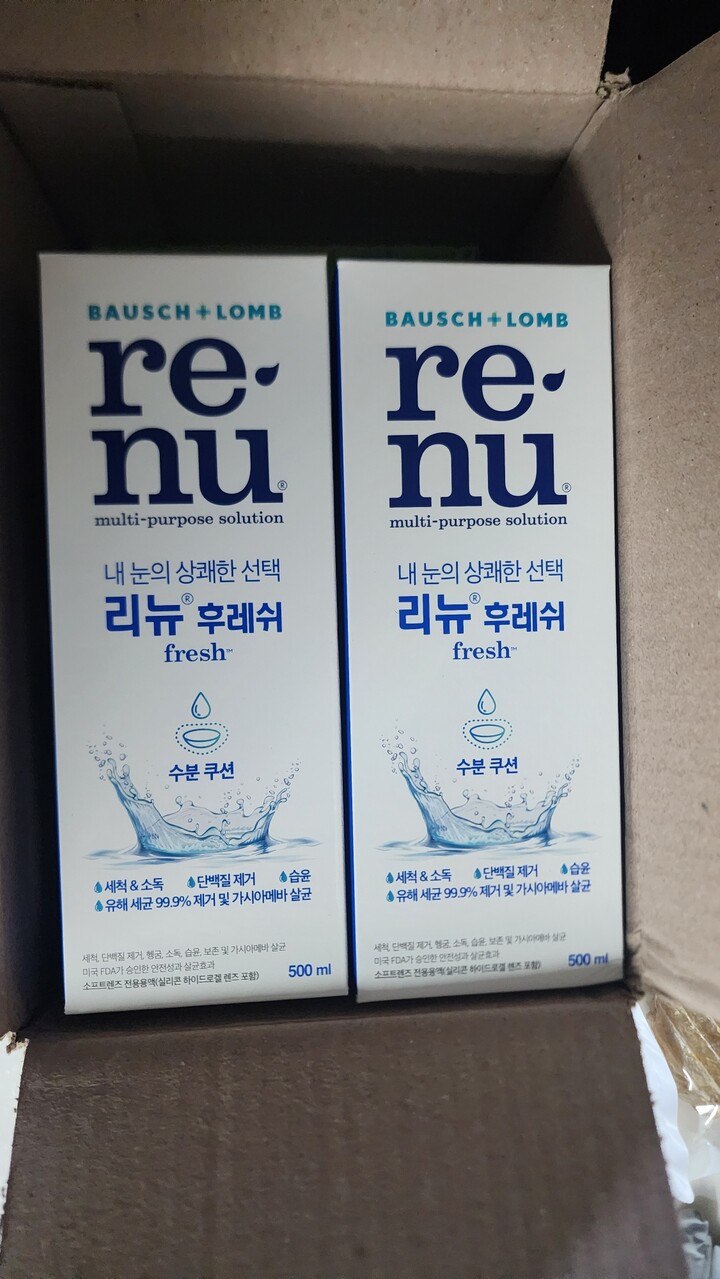 BAUSCH+LOMB
re
nu®
multi-purpose solution
내 눈의 상쾌한 선택
리뉴® 후레쉬
fresh™
수분 쿠션
세척 & 소독 단백질 제거 습윤
유해 세균 99.9% 제거 및 가시아메바 살균
세척, 단백질 제거, 헹굼, 소독, 습윤, 보존 및 가시아메바 살균
미국 FDA가 승인한 안전성과 살균효과
소프트렌즈 전용용액(실리콘 하이드로겔 렌즈 포함)
500 ml
BAUSCH+LOMB
re
nu®
multi-purpose solution
내 눈의 상쾌한 선택
리뉴® 후레쉬
fresh™
수분 쿠션
세척 & 소독 단백질 제거 습윤
유해 세균 99.9% 제거 및 가시아메바 살균
세척, 단백질 제거, 헹굼, 소독, 습윤, 보존 및 가시아메바 살균
미국 FDA가 승인한 안전성과 살균효과
소프트렌즈 전용용액(실리콘 하이드로겔 렌즈 포함)
500 ml